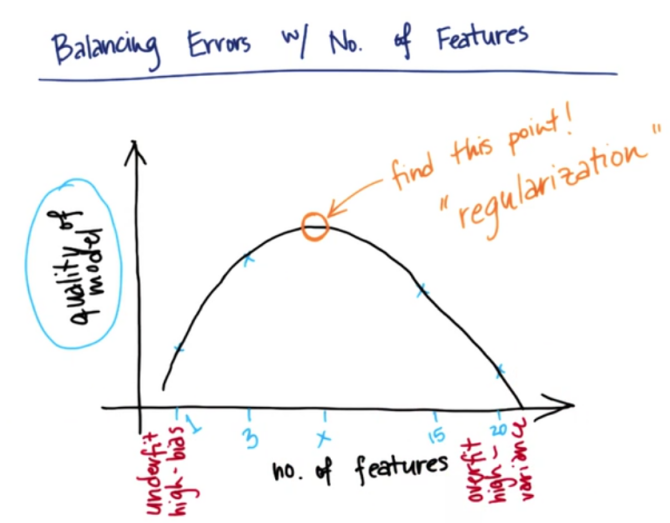 Balancing Errors w/ No. of Features
find this point!
"regularization"
quality of
model
1 3 x 15 20
underfit
high-bias
no. of features
overfit
high-
variance